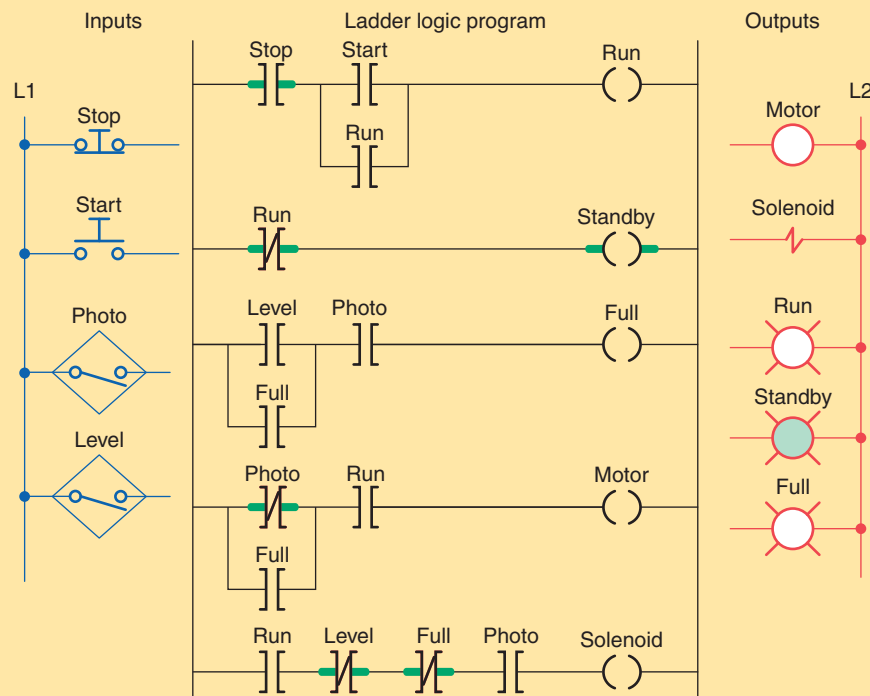 Inputs Ladder logic program Outputs
Stop Start Run
L1 L2
Stop Motor
Run
Start Solenoid
Run Standby
Photo Level Photo Full Run
Full Standby
Level
Photo Run Motor Full
Full
Run Level Full Photo Solenoid